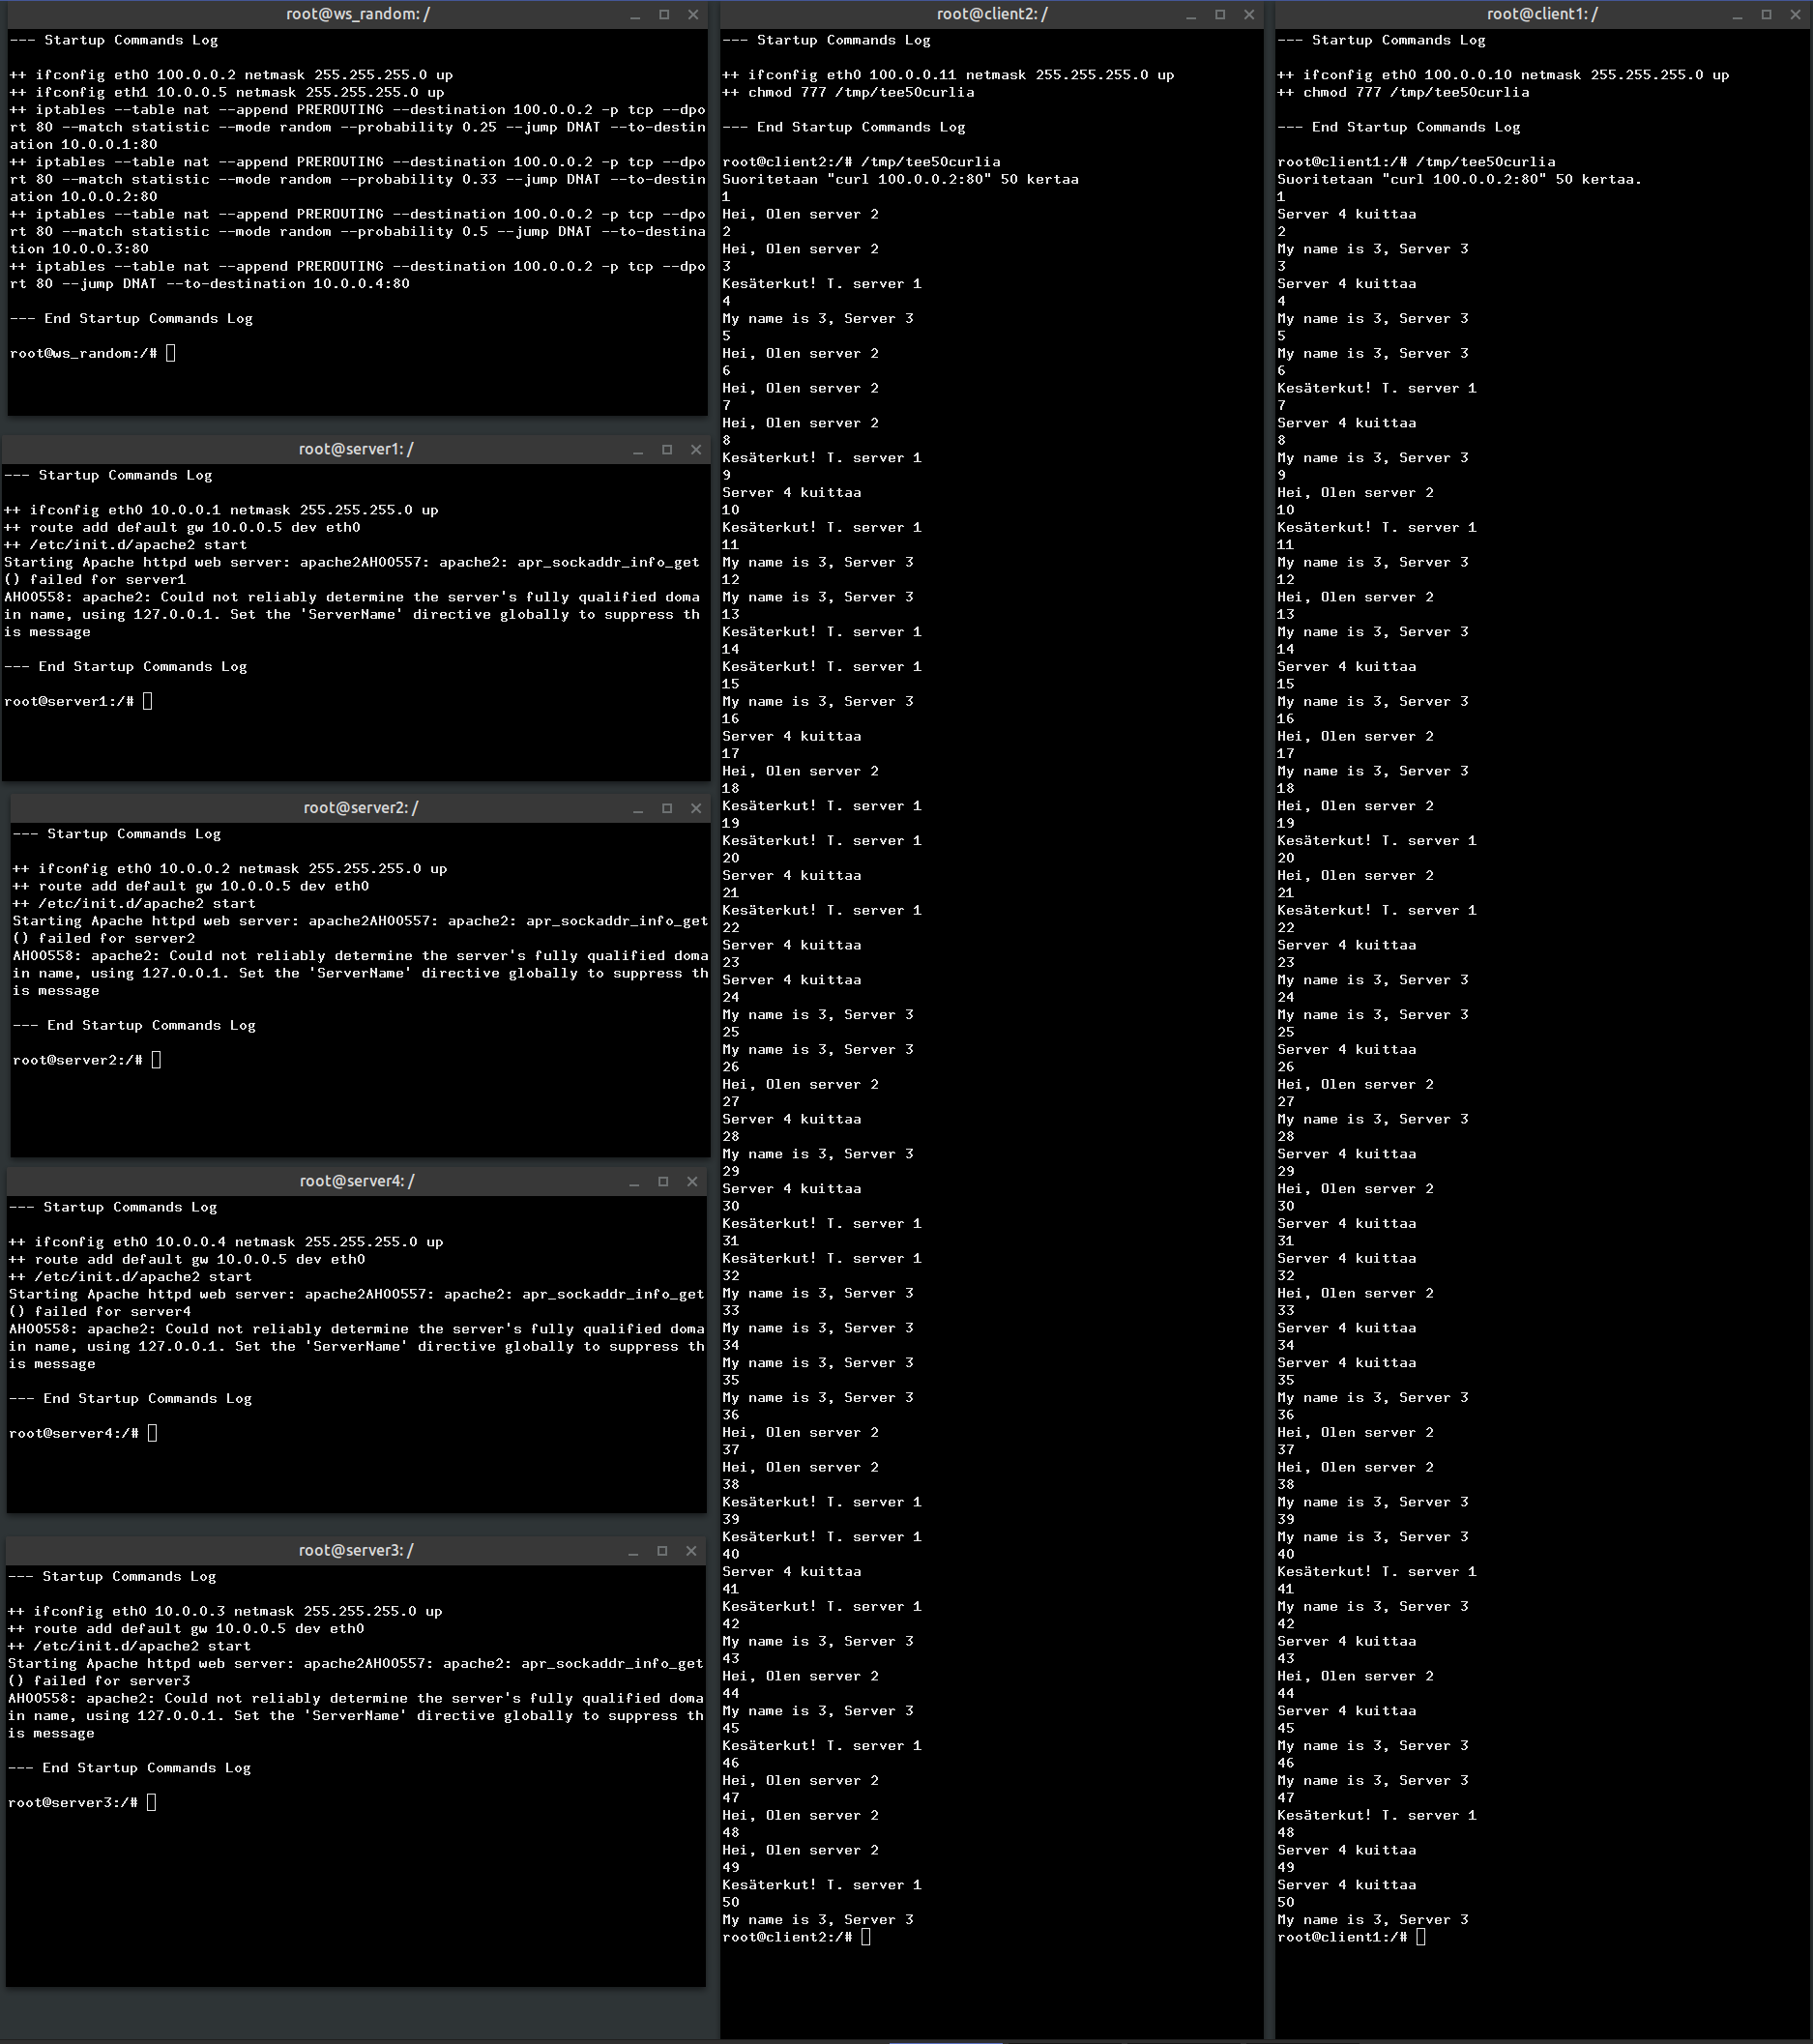 root@ws_random: /
--- Startup Commands Log
++ ifconfig eth0 100.0.0.2 netmask 255.255.255.0 up
++ ifconfig eth1 10.0.0.5 netmask 255.255.255.0 up
++ iptables --table nat --append PREROUTING --destination 100.0.0.2 -p tcp --dpo
rt 80 --match statistic --mode random --probability 0.25 --jump DNAT --to-destin
ation 10.0.0.1:80
++ iptables --table nat --append PREROUTING --destination 100.0.0.2 -p tcp --dpo
rt 80 --match statistic --mode random --probability 0.33 --jump DNAT --to-destin
ation 10.0.0.2:80
++ iptables --table nat --append PREROUTING --destination 100.0.0.2 -p tcp --dpo
rt 80 --match statistic --mode random --probability 0.5 --jump DNAT --to-destina
tion 10.0.0.3:80
++ iptables --table nat --append PREROUTING --destination 100.0.0.2 -p tcp --dpo
rt 80 --jump DNAT --to-destination 10.0.0.4:80
--- End Startup Commands Log
root@ws_random:/#
root@server1: /
--- Startup Commands Log
++ ifconfig eth0 10.0.0.1 netmask 255.255.255.0 up
++ route add default gw 10.0.0.5 dev eth0
++ /etc/init.d/apache2 start
Starting Apache httpd web server: apache2AH00557: apache2: apr_sockaddr_info_get
() failed for server1
AH00558: apache2: Could not reliably determine the server's fully qualified doma
in name, using 127.0.0.1. Set the 'ServerName' directive globally to suppress th
is message
--- End Startup Commands Log
root@server1:/#
root@server2: /
--- Startup Commands Log
++ ifconfig eth0 10.0.0.2 netmask 255.255.255.0 up
++ route add default gw 10.0.0.5 dev eth0
++ /etc/init.d/apache2 start
Starting Apache httpd web server: apache2AH00557: apache2: apr_sockaddr_info_get
() failed for server2
AH00558: apache2: Could not reliably determine the server's fully qualified doma
in name, using 127.0.0.1. Set the 'ServerName' directive globally to suppress th
is message
--- End Startup Commands Log
root@server2:/#
root@server4: /
--- Startup Commands Log
++ ifconfig eth0 10.0.0.4 netmask 255.255.255.0 up
++ route add default gw 10.0.0.5 dev eth0
++ /etc/init.d/apache2 start
Starting Apache httpd web server: apache2AH00557: apache2: apr_sockaddr_info_get
() failed for server4
AH00558: apache2: Could not reliably determine the server's fully qualified doma
in name, using 127.0.0.1. Set the 'ServerName' directive globally to suppress th
is message
--- End Startup Commands Log
root@server4:/#
root@server3: /
--- Startup Commands Log
++ ifconfig eth0 10.0.0.3 netmask 255.255.255.0 up
++ route add default gw 10.0.0.5 dev eth0
++ /etc/init.d/apache2 start
Starting Apache httpd web server: apache2AH00557: apache2: apr_sockaddr_info_get
() failed for server3
AH00558: apache2: Could not reliably determine the server's fully qualified doma
in name, using 127.0.0.1. Set the 'ServerName' directive globally to suppress th
is message
--- End Startup Commands Log
root@server3:/#
root@client2: /
--- Startup Commands Log
++ ifconfig eth0 100.0.0.11 netmask 255.255.255.0 up
++ chmod 777 /tmp/tee50curlia
--- End Startup Commands Log
root@client2:/# /tmp/tee50curlia
Suoritetaan "curl 100.0.0.2:80" 50 kertaa
1
Hei, Olen server 2
2
Hei, Olen server 2
3
Kesäterkut! T. server 1
4
My name is 3, Server 3
5
Hei, Olen server 2
6
Hei, Olen server 2
7
Hei, Olen server 2
8
Kesäterkut! T. server 1
9
Server 4 kuittaa
10
Kesäterkut! T. server 1
11
My name is 3, Server 3
12
My name is 3, Server 3
13
Kesäterkut! T. server 1
14
Kesäterkut! T. server 1
15
My name is 3, Server 3
16
Server 4 kuittaa
17
Hei, Olen server 2
18
Kesäterkut! T. server 1
19
Kesäterkut! T. server 1
20
Server 4 kuittaa
21
Kesäterkut! T. server 1
22
Server 4 kuittaa
23
Server 4 kuittaa
24
My name is 3, Server 3
25
My name is 3, Server 3
26
Hei, Olen server 2
27
Server 4 kuittaa
28
My name is 3, Server 3
29
Server 4 kuittaa
30
Kesäterkut! T. server 1
31
Kesäterkut! T. server 1
32
My name is 3, Server 3
33
My name is 3, Server 3
34
My name is 3, Server 3
35
My name is 3, Server 3
36
Hei, Olen server 2
37
Hei, Olen server 2
38
Kesäterkut! T. server 1
39
Kesäterkut! T. server 1
40
Server 4 kuittaa
41
Kesäterkut! T. server 1
42
My name is 3, Server 3
43
Hei, Olen server 2
44
My name is 3, Server 3
45
Kesäterkut! T. server 1
46
Hei, Olen server 2
47
Hei, Olen server 2
48
Hei, Olen server 2
49
Kesäterkut! T. server 1
50
My name is 3, Server 3
root@client2:/#
root@client1: /
--- Startup Commands Log
++ ifconfig eth0 100.0.0.10 netmask 255.255.255.0 up
++ chmod 777 /tmp/tee50curlia
--- End Startup Commands Log
root@client1:/# /tmp/tee50curlia
Suoritetaan "curl 100.0.0.2:80" 50 kertaa.
1
Server 4 kuittaa
2
My name is 3, Server 3
3
Server 4 kuittaa
4
My name is 3, Server 3
5
My name is 3, Server 3
6
Kesäterkut! T. server 1
7
Server 4 kuittaa
8
My name is 3, Server 3
9
Hei, Olen server 2
10
Kesäterkut! T. server 1
11
My name is 3, Server 3
12
Hei, Olen server 2
13
My name is 3, Server 3
14
Server 4 kuittaa
15
My name is 3, Server 3
16
Hei, Olen server 2
17
My name is 3, Server 3
18
Hei, Olen server 2
19
Kesäterkut! T. server 1
20
Hei, Olen server 2
21
Kesäterkut! T. server 1
22
Server 4 kuittaa
23
My name is 3, Server 3
24
My name is 3, Server 3
25
Server 4 kuittaa
26
Hei, Olen server 2
27
My name is 3, Server 3
28
Server 4 kuittaa
29
Hei, Olen server 2
30
Server 4 kuittaa
31
Server 4 kuittaa
32
Hei, Olen server 2
33
Server 4 kuittaa
34
Server 4 kuittaa
35
My name is 3, Server 3
36
Hei, Olen server 2
37
Hei, Olen server 2
38
My name is 3, Server 3
39
My name is 3, Server 3
40
Kesäterkut! T. server 1
41
My name is 3, Server 3
42
Server 4 kuittaa
43
Hei, Olen server 2
44
Server 4 kuittaa
45
My name is 3, Server 3
46
My name is 3, Server 3
47
Kesäterkut! T. server 1
48
Server 4 kuittaa
49
Server 4 kuittaa
50
My name is 3, Server 3
root@client1:/#